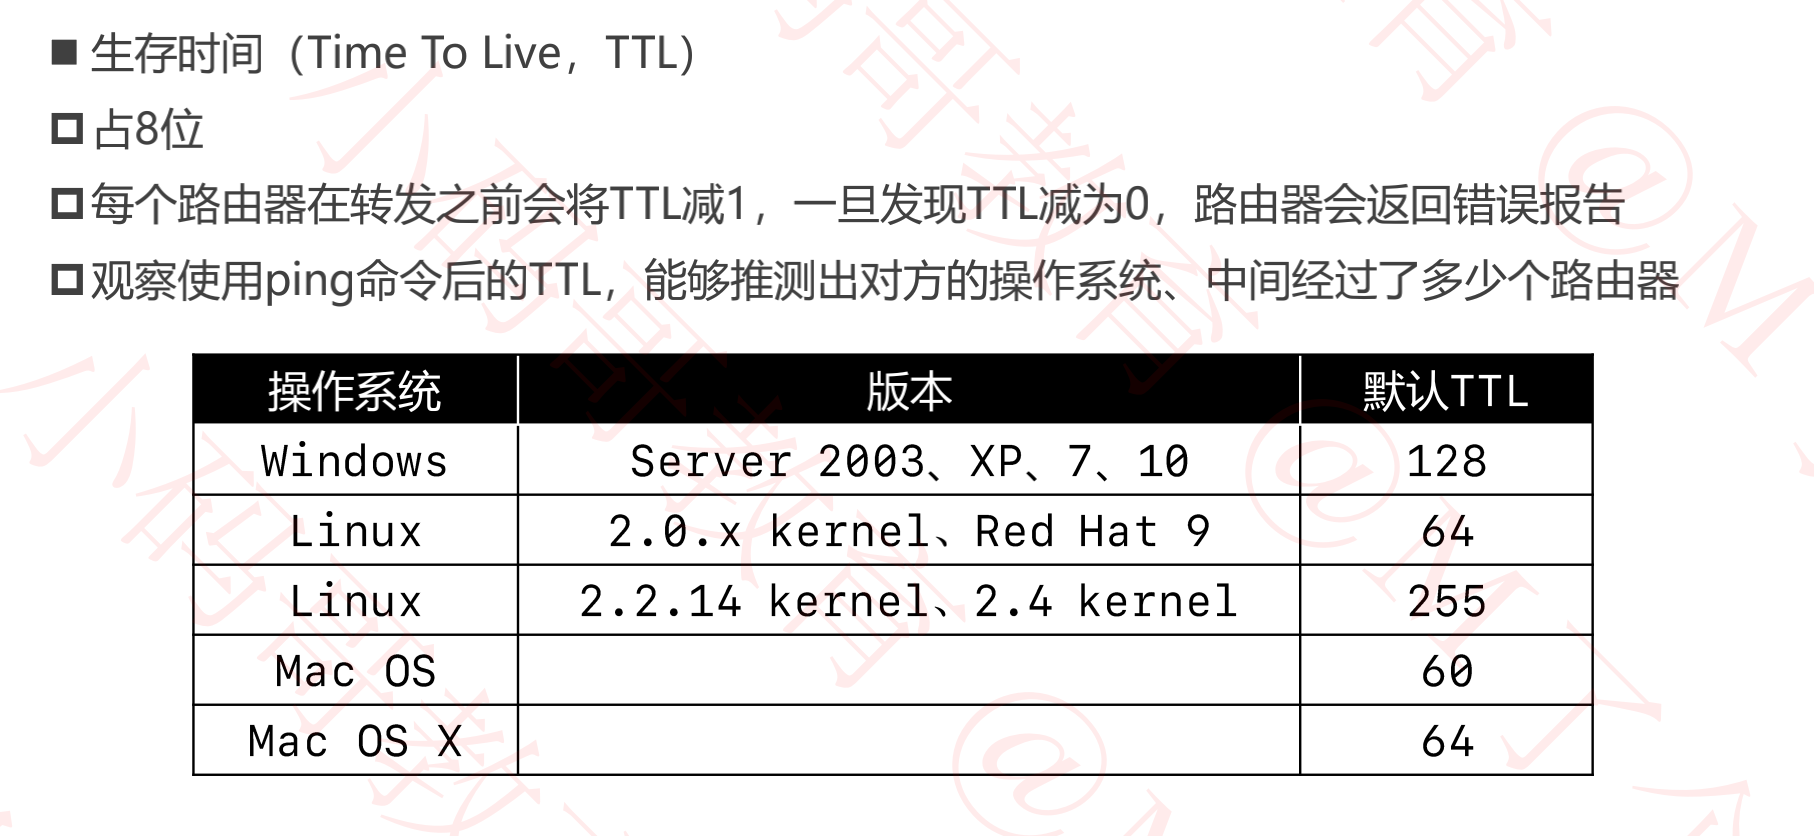 生存时间（Time To Live，TTL）
占8位
每个路由器在转发之前会将TTL减1，一旦发现TTL减为0，路由器会返回错误报告
观察使用ping命令后的TTL，能够推测出对方的操作系统、中间经过了多少个路由器
操作系统 版本 默认TTL
Windows Server 2003、XP、7、10 128
Linux 2.0.x kernel、Red Hat 9 64
Linux 2.2.14 kernel、2.4 kernel 255
Mac OS 60
Mac OS X 64